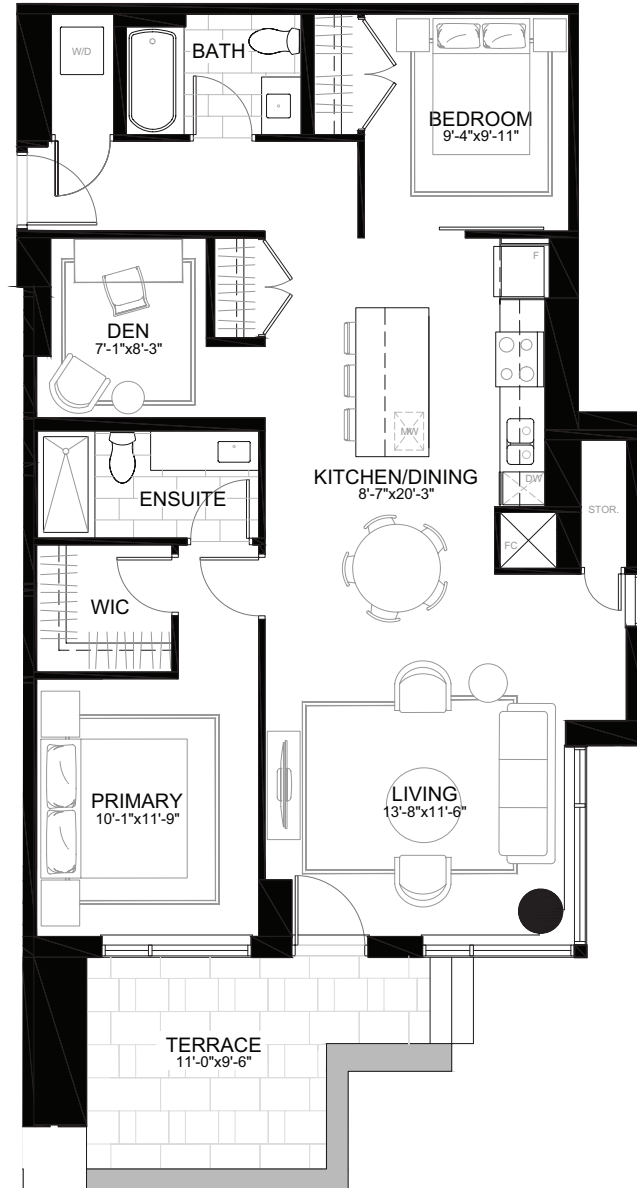 W/D
BATH
BEDROOM
9'-4"x9'-11"
F
DEN
7'-1"x8'-3"
MW
KITCHEN/DINING
8'-7"x20'-3"
DW
ENSUITE
STOR.
FC
WIC
PRIMARY
10'-1"x11'-9"
LIVING
13'-8"x11'-6"
TERRACE
11'-0"x9'-6"